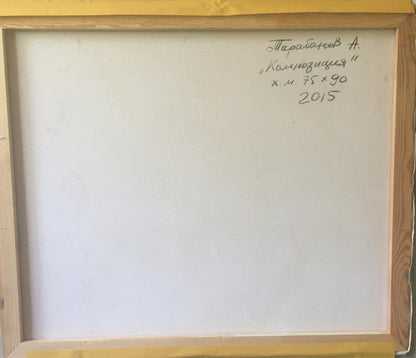 Тарабанов А.
„Композиция"
х.м. 75 х 90
2015